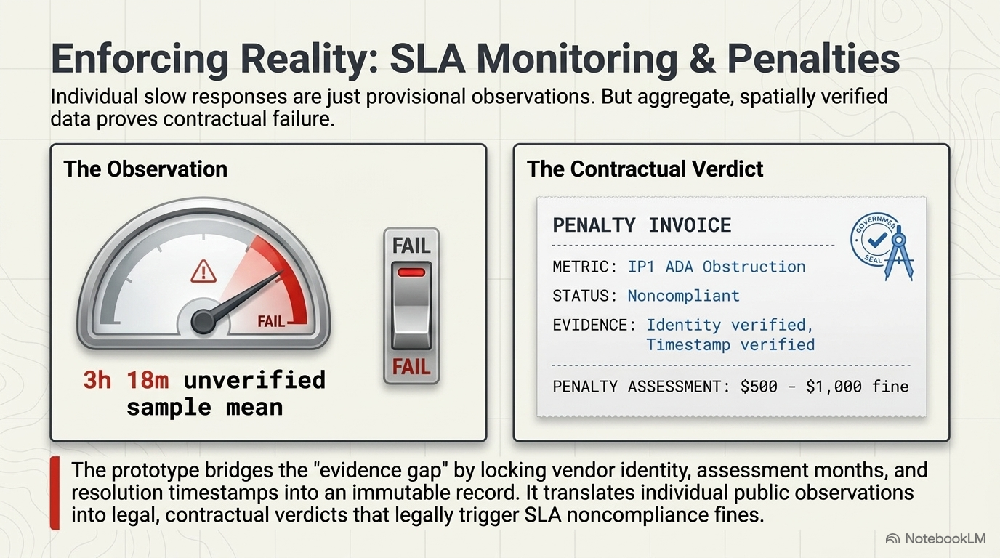 Enforcing Reality: SLA Monitoring & Penalties
Individual slow responses are just provisional observations. But aggregate, spatially verified
data proves contractual failure.
The Observation
FAIL
FAIL
FAIL
3h 18m unverified
sample mean
The Contractual Verdict
PENALTY INVOICE
SEAL
METRIC: IP1 ADA Obstruction
STATUS: Noncompliant
EVIDENCE: Identity verified,
Timestamp verified
PENALTY ASSESSMENT: $500 - $1,000 fine
The prototype bridges the "evidence gap" by locking vendor identity, assessment months, and
resolution timestamps into an immutable record. It translates individual public observations
into legal, contractual verdicts that legally trigger SLA noncompliance fines.
NotebookLM